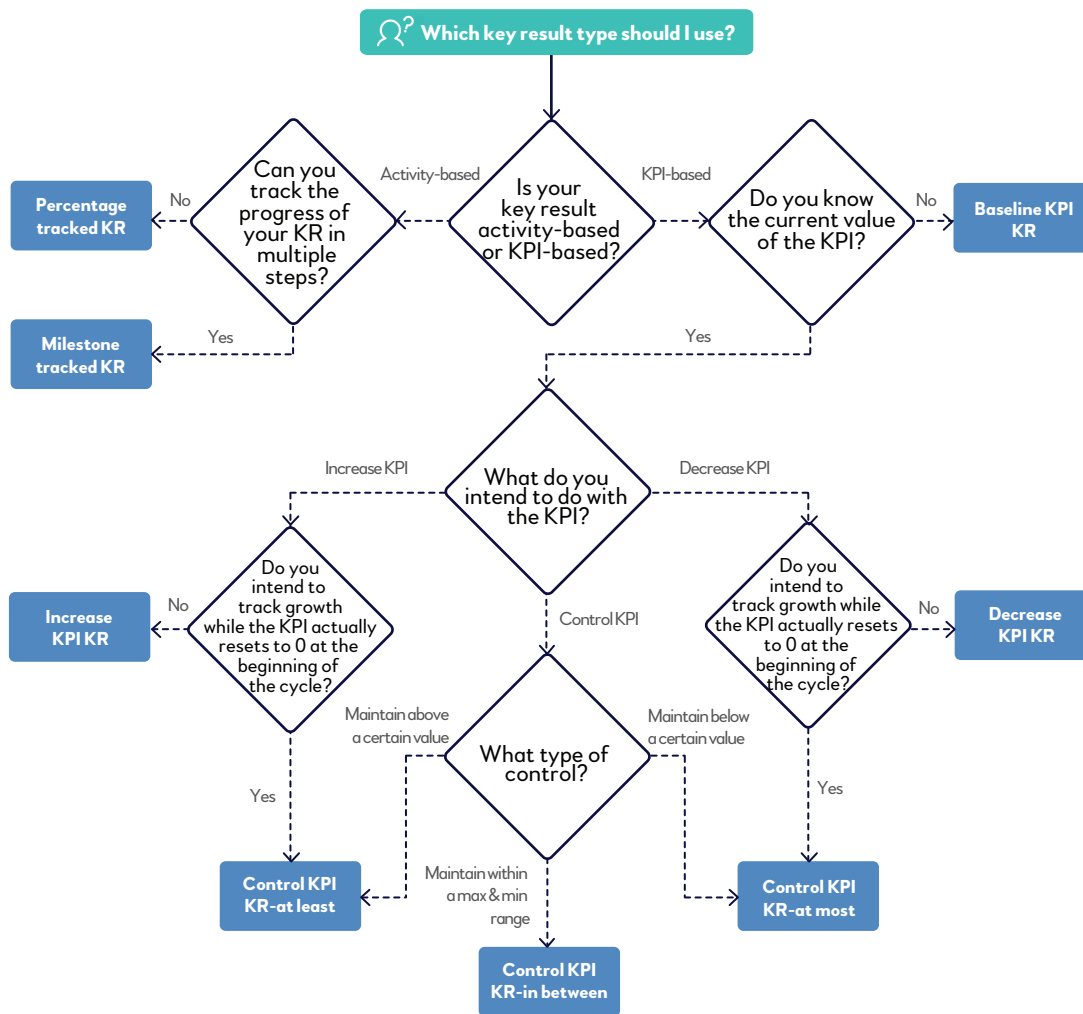 Which key result type should I use?
Can you
track the
progress of
your KR in
multiple
steps?
Activity-based
Is your
key result
activity-based
or KPI-based?
KPI-based
Do you know
the current value
of the KPI?
No
Percentage
tracked KR
No
Baseline KPI
KR
Yes
Milestone
tracked KR
Yes
What do you
intend to do with
the KPI?
Increase KPI
Decrease KPI
Control KPI
Do you
intend to
track growth
while the KPI actually
resets to 0 at the
beginning of
the cycle?
No
Increase
KPI KR
Do you
intend to
track growth while
the KPI actually resets
to 0 at the
beginning of the
cycle?
No
Decrease
KPI KR
What type of
control?
Maintain above
a certain value
Maintain below
a certain value
Yes
Yes
Control KPI
KR-at least
Maintain within
a max & min
range
Control KPI
KR-at most
Control KPI
KR-in between